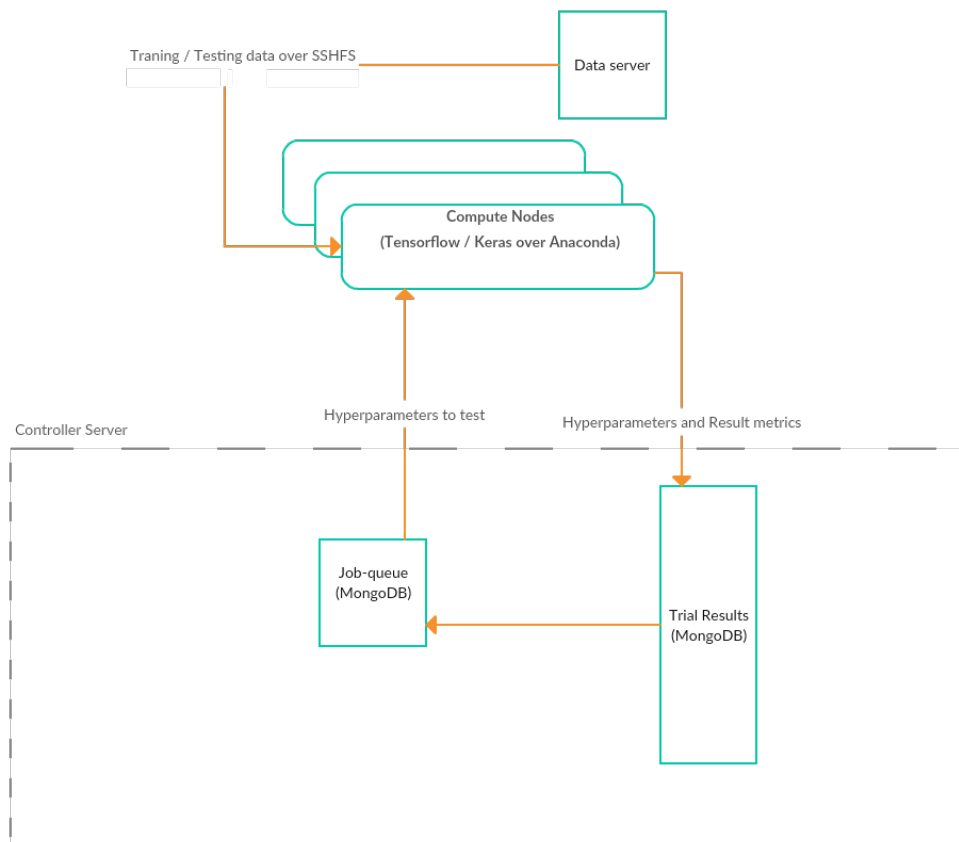 Traning / Testing data over SSHFS
Data server
Compute Nodes
(Tensorflow / Keras over Anaconda)
Hyperparameters to test
Hyperparameters and Result metrics
Controller Server
Job-queue
(MongoDB)
Trial Results
(MongoDB)